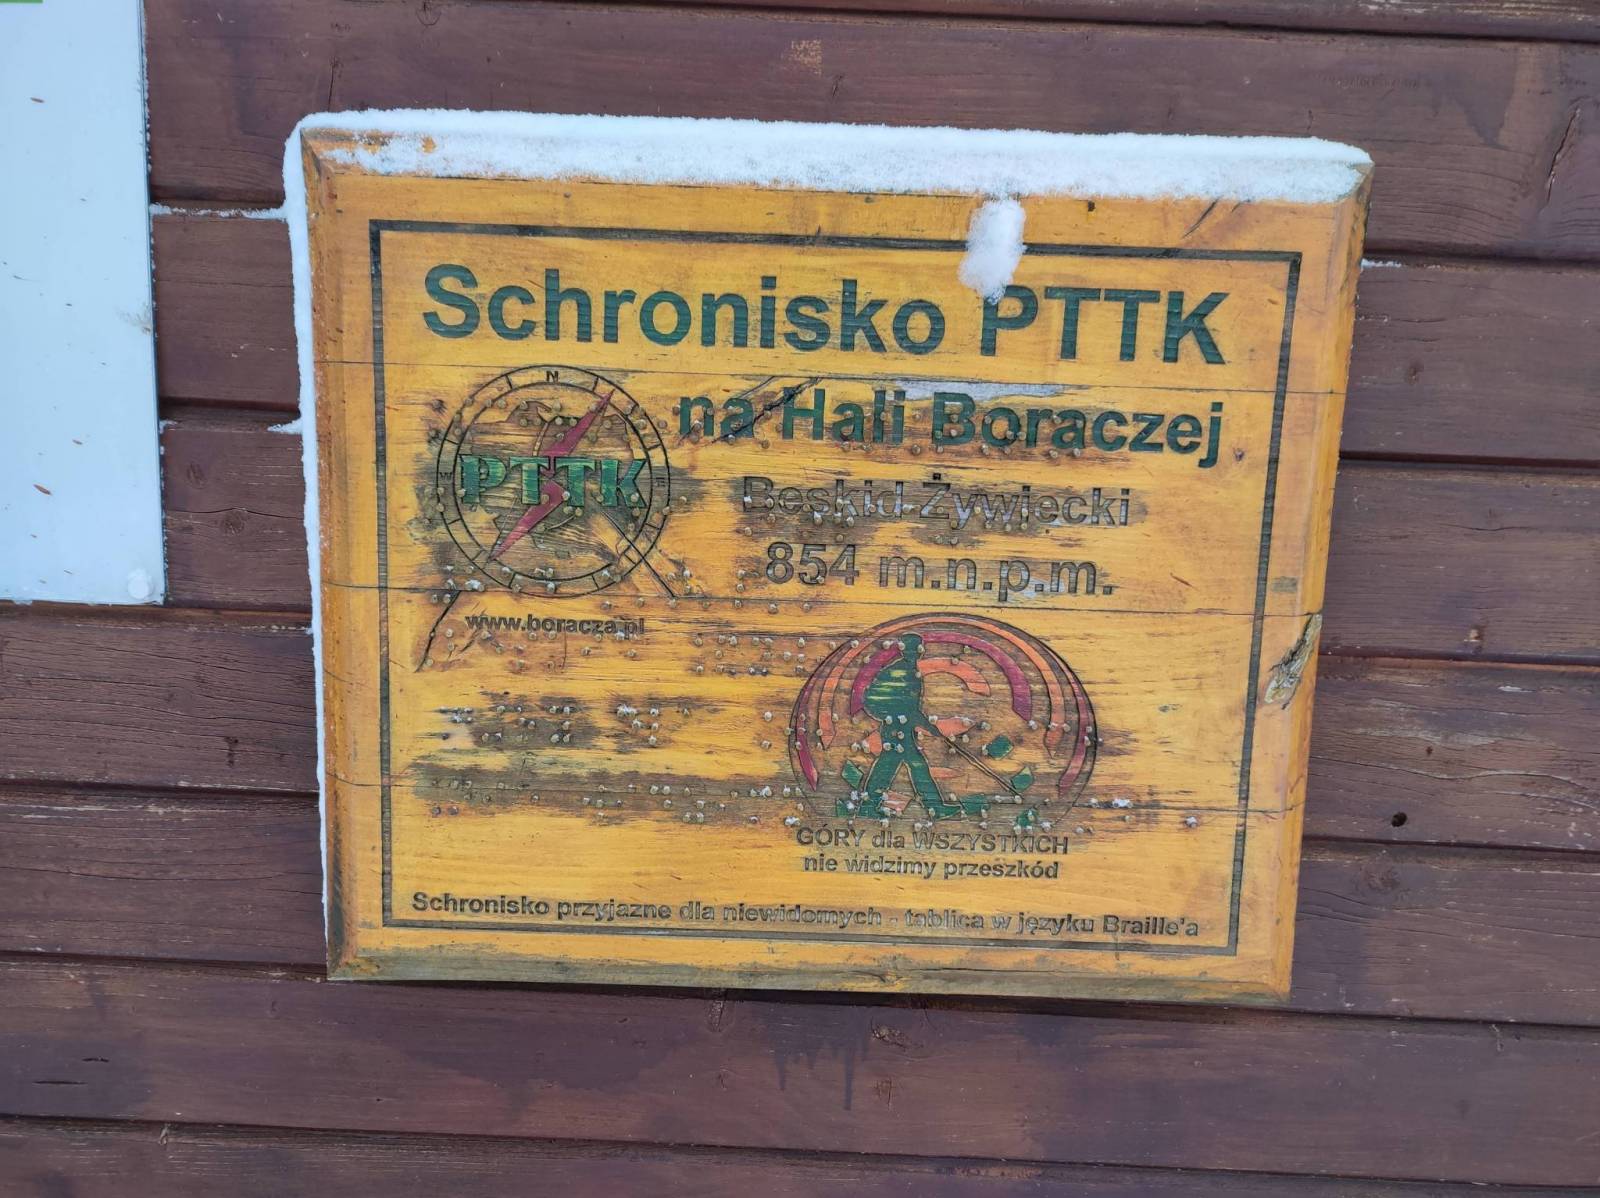 Schronisko PTTK
na Hali Boraczej
Beskid Żywiecki
854 m.n.p.m.
N
W
E
PTTK
www.boracza.pl
GÓRY dla WSZYSTKICH
nie widzimy przeszkód
Schronisko przyjazne dla niewidomych - tablica w języku Braille'a